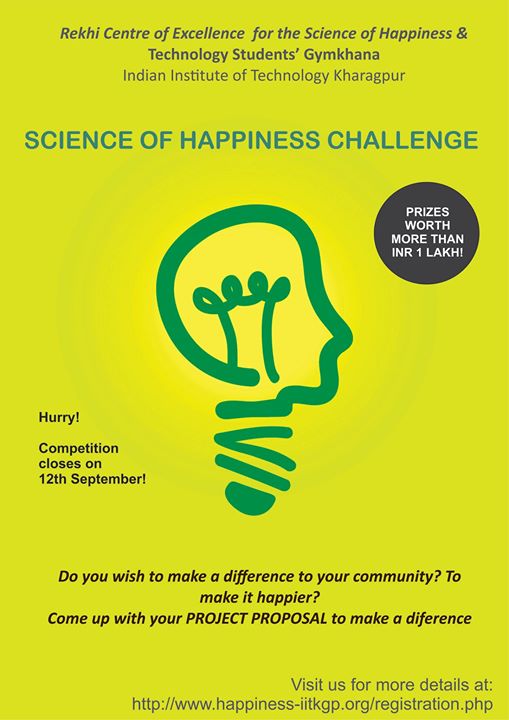 Rekhi Centre of Excellence for the Science of Happiness &
Technology Students' Gymkhana
Indian Institute of Technology Kharagpur
SCIENCE OF HAPPINESS CHALLENGE
PRIZES
WORTH
MORE THAN
INR 1 LAKH!
Hurry!
Competition
closes on
12th September!
Do you wish to make a difference to your community? To
make it happier?
Come up with your PROJECT PROPOSAL to make a diference
Visit us for more details at:
http://www.happiness-iitkgp.org/registration.php